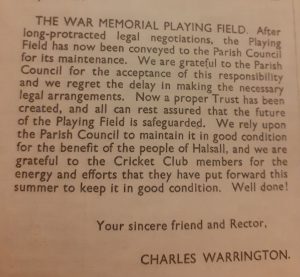 THE WAR MEMORIAL PLAYING FIELD. After
long-protracted legal negotiations, the Playing
Field has now been conveyed to the Parish Council
for its maintenance. We are grateful to the Parish
Council for the acceptance of this responsibility
and we regret the delay in making the necessary
legal arrangements. Now a proper Trust has been
created, and all can rest assured that the future
of the Playing Field is safeguarded. We rely upon
the Parish Council to maintain it in good condition
for the benefit of the people of Halsall, and we are
grateful to the Cricket Club members for the
energy and efforts that they have put forward this
summer to keep it in good condition. Well done!
Your sincere friend and Rector,
CHARLES WARRINGTON.